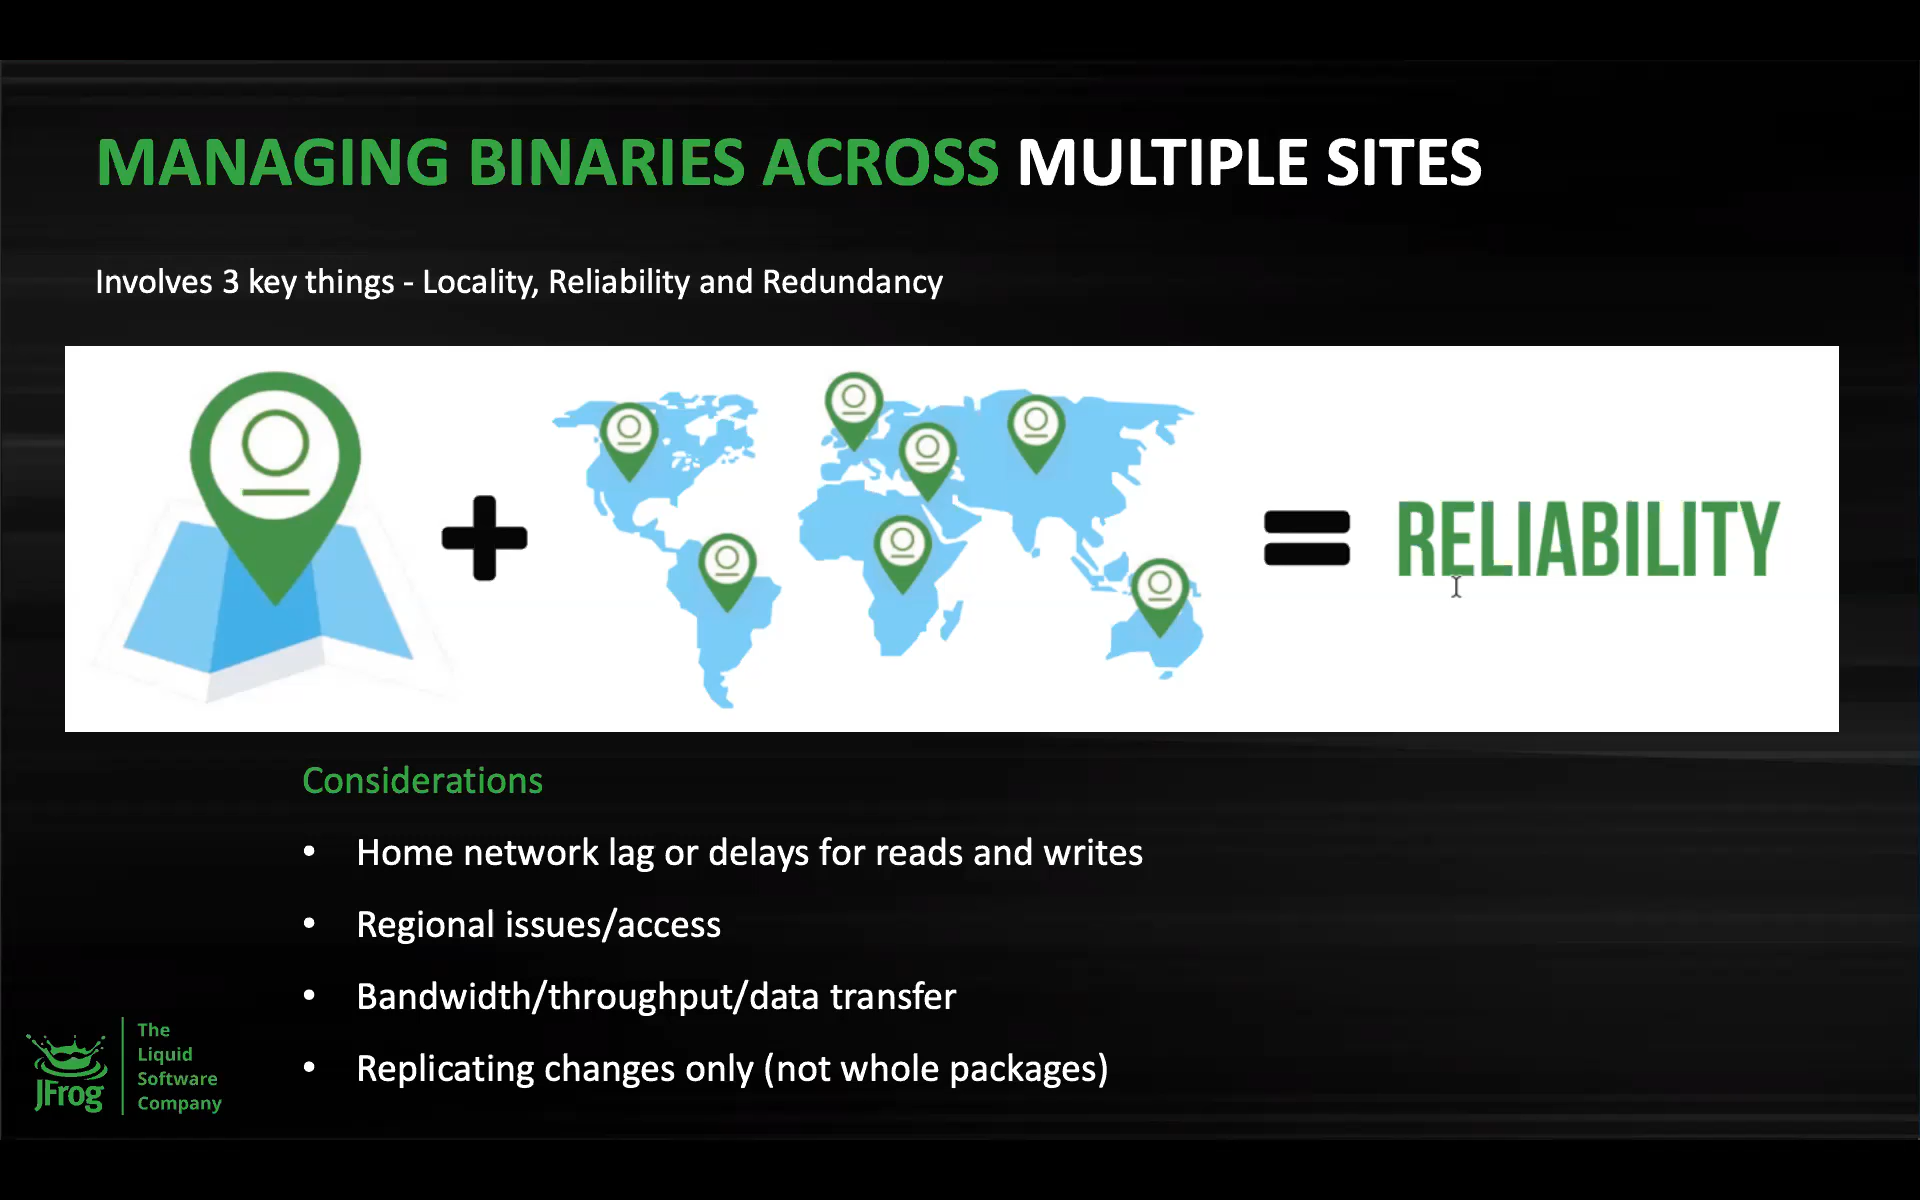 MANAGING BINARIES ACROSS MULTIPLE SITES
Involves 3 key things - Locality, Reliability and Redundancy
RELIABILITY
Considerations
• Home network lag or delays for reads and writes
• Regional issues/access
• Bandwidth/throughput/data transfer
• Replicating changes only (not whole packages)
JFrog
The
Liquid
Software
Company